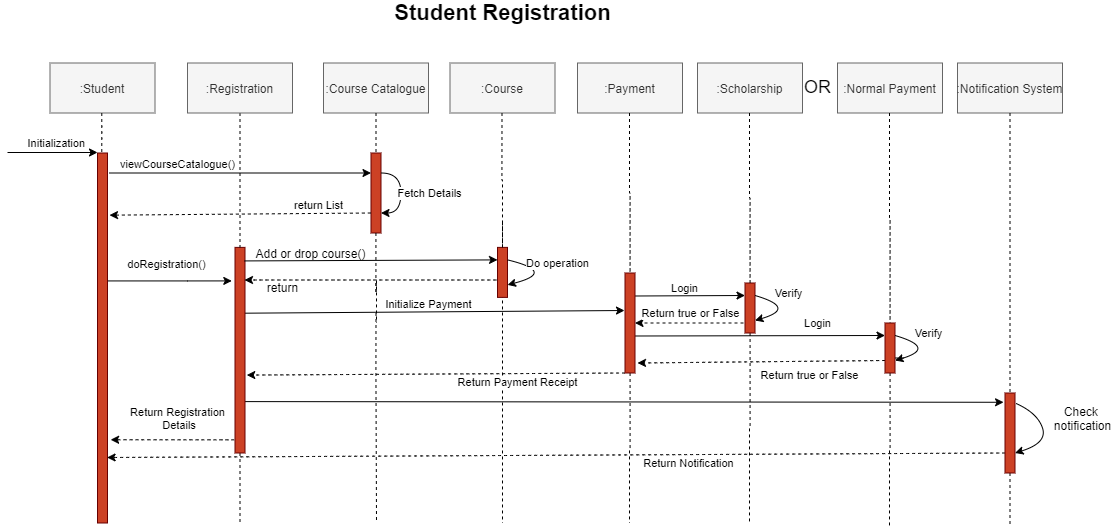 Student Registration
:Student
:Registration
:Course Catalogue
:Course
:Payment
:Scholarship
OR
:Normal Payment
:Notification System
Initialization
viewCourseCatalogue()
Fetch Details
return List
Add or drop course()
doRegistration()
Do operation
return
Login
Verify
Initialize Payment
Return true or False
Login
Verify
Return true or False
Return Payment Receipt
Return Registration
Details
Check
notification
Return Notification